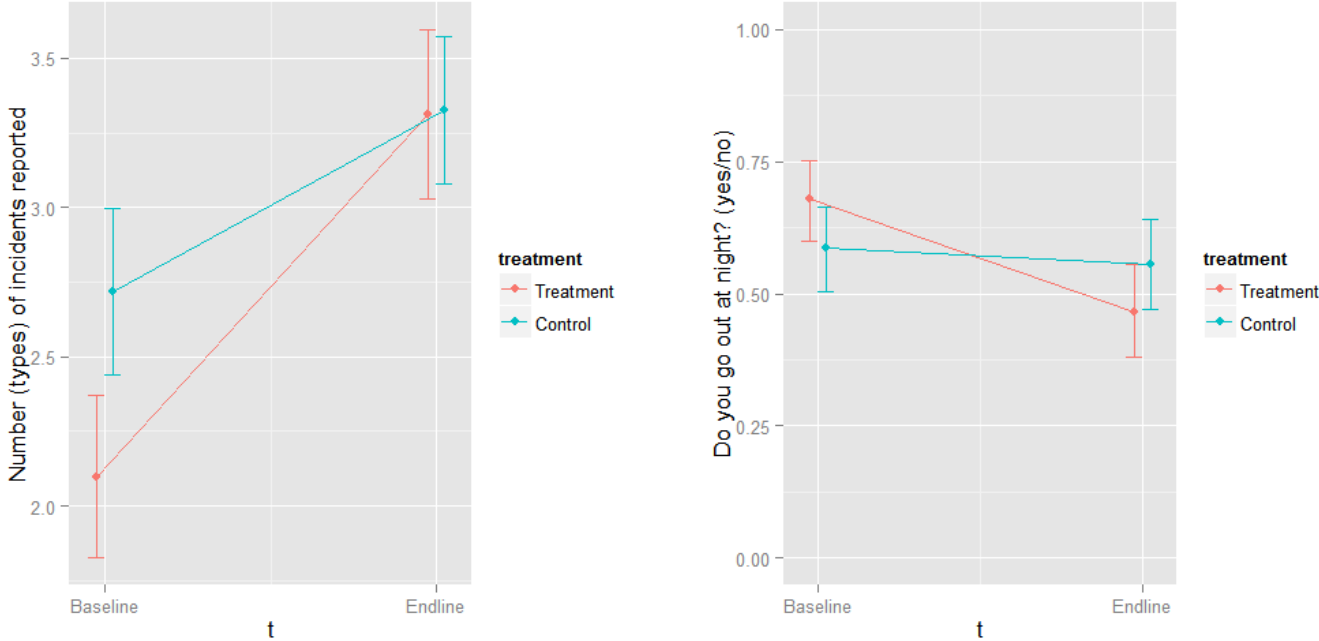 Number (types) of incidents reported
3.5
3.0
2.5
2.0
Baseline
Endline
t
treatment
Treatment
Control
Do you go out at night? (yes/no)
1.00
0.75
0.50
0.25
0.00
Baseline
Endline
t
treatment
Treatment
Control